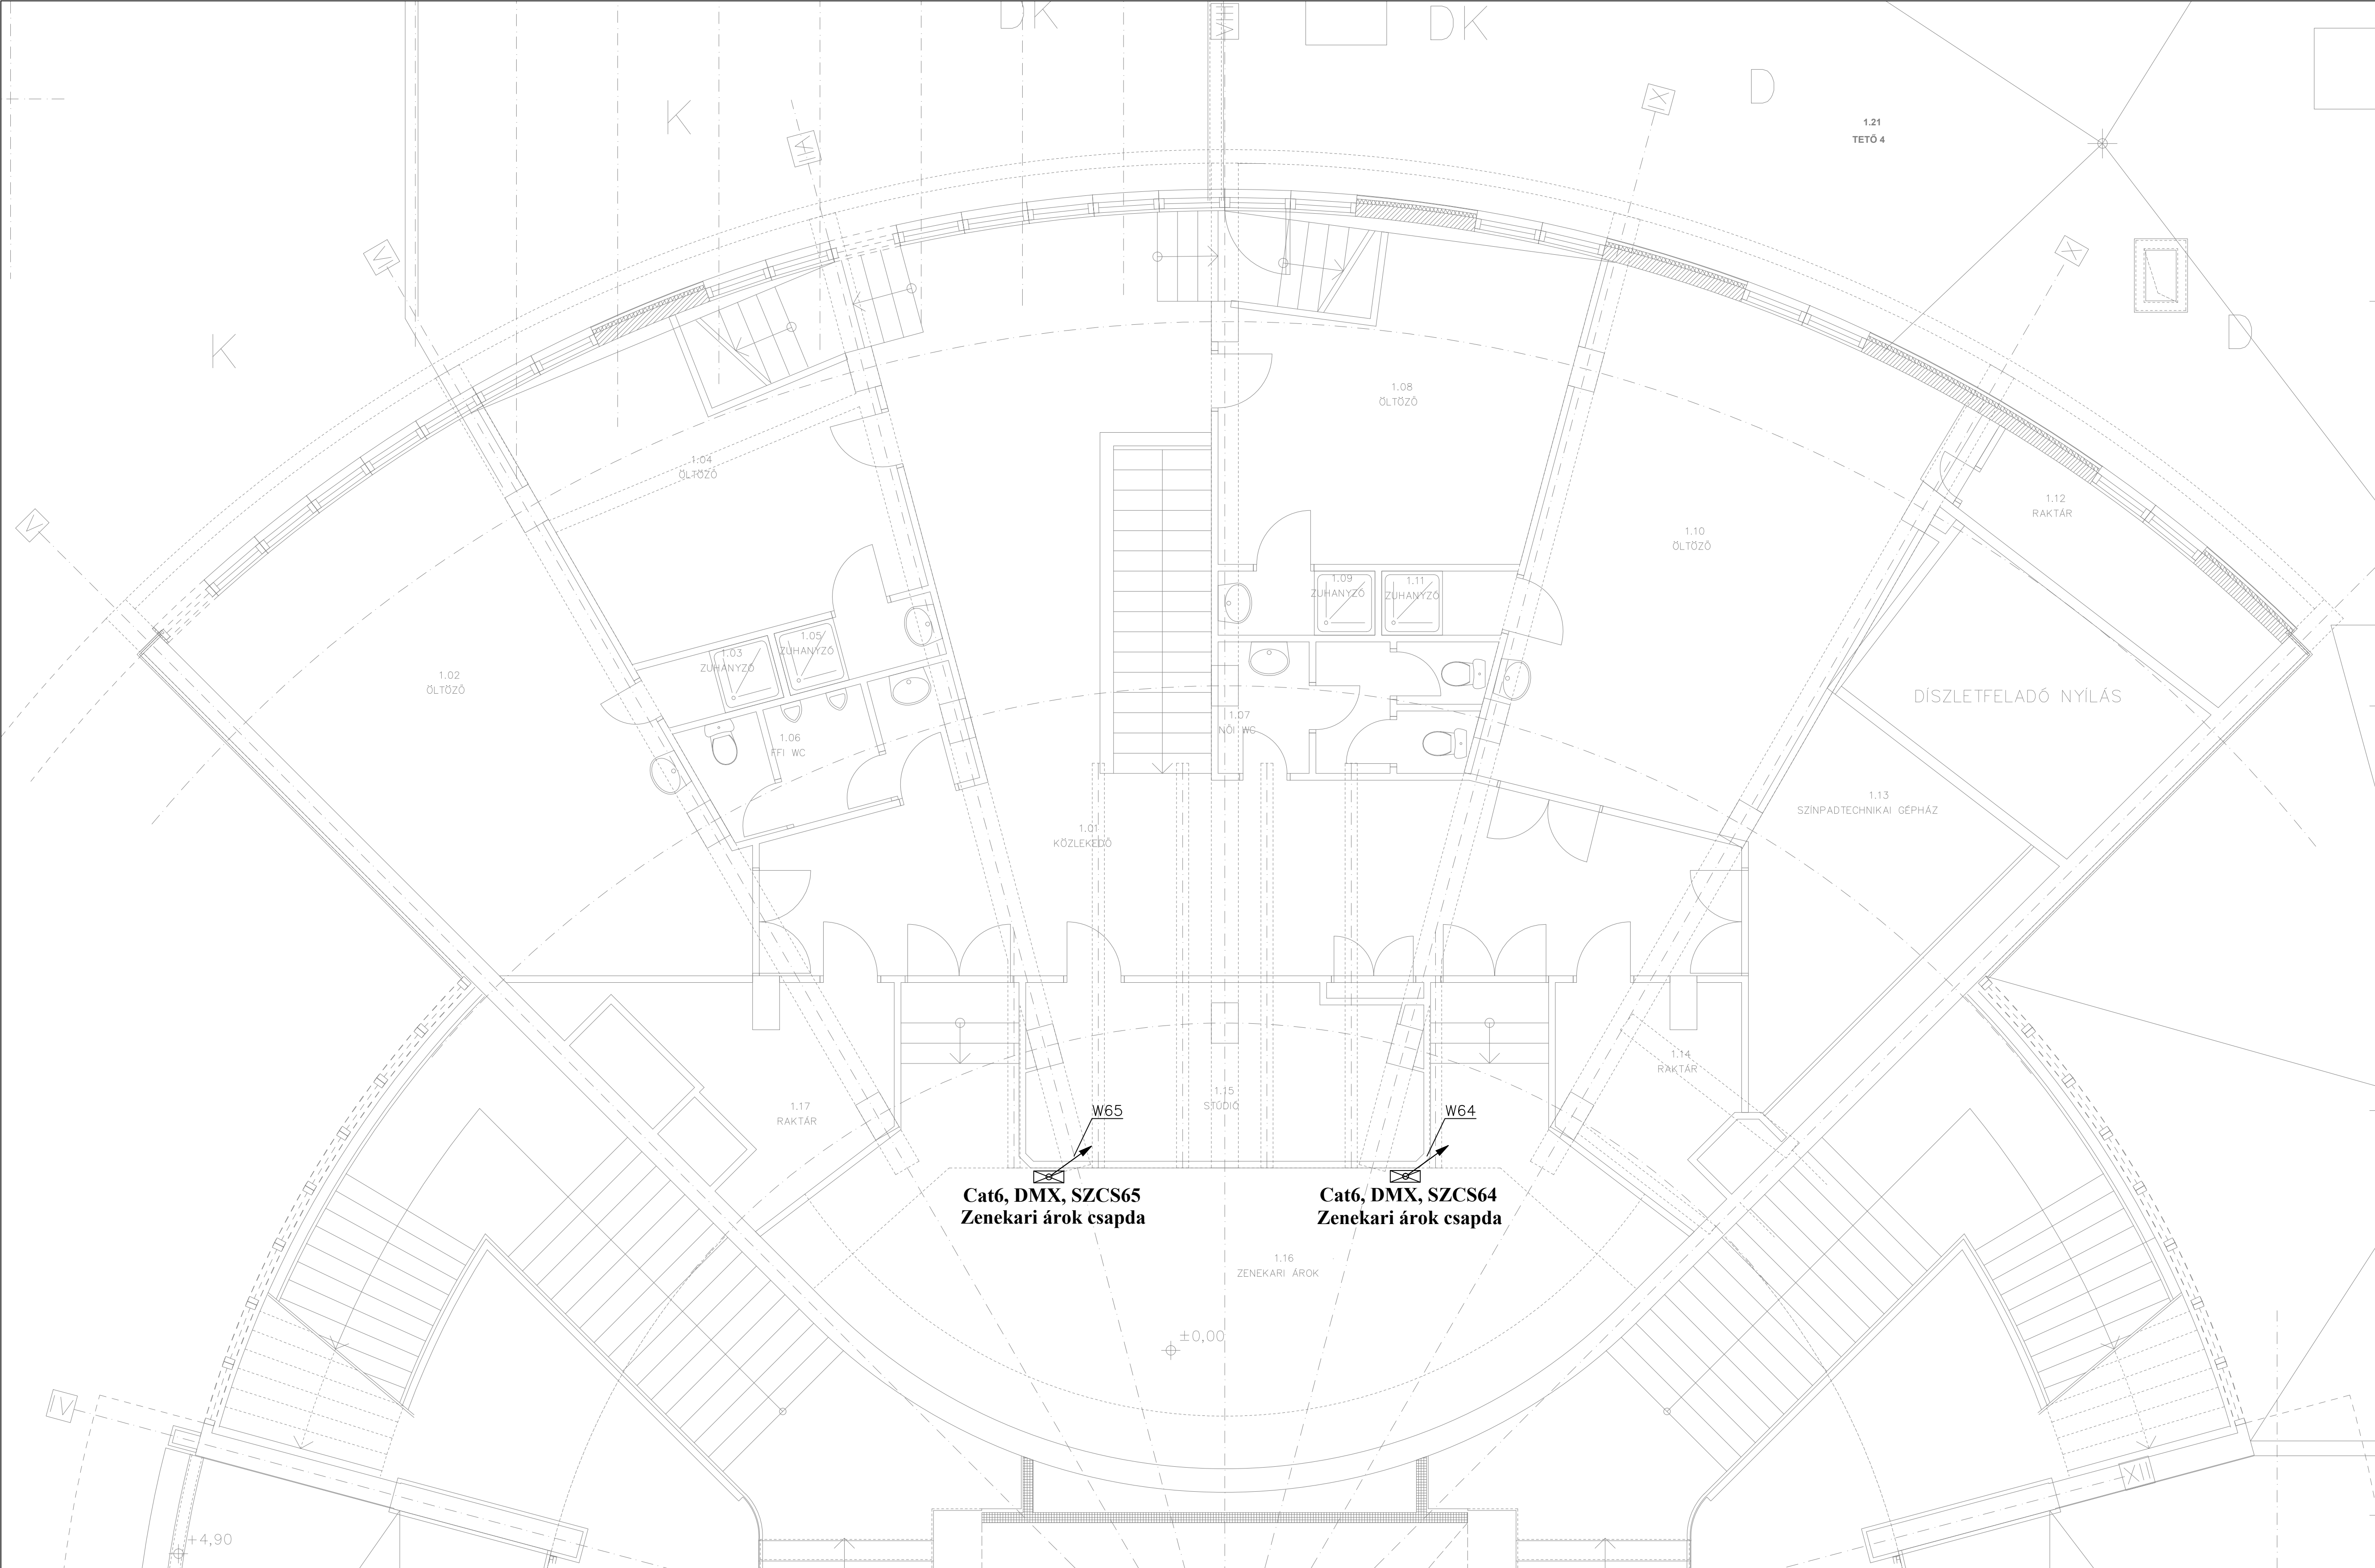 DK
VIII
DK
K
D
IX
1.21
TETŐ 4
VII
VI
X
K
D
1.08
ÖLTÖZŐ
1.04
ÖLTÖZŐ
1.12
RAKTÁR
V
1.10
ÖLTÖZŐ
1.09
ZUHANYZÓ
1.11
ZUHANYZÓ
1.05
ZUHANYZÓ
1.03
ZUHANYZÓ
1.02
ÖLTÖZŐ
DÍSZLETFELADÓ NYÍLÁS
1.07
NŐI WC
1.06
FFI WC
1.13
SZÍNPADTECHNIKAI GÉPHÁZ
1.01
KÖZLEKEDŐ
1.14
RAKTÁR
1.15
STÚDIÓ
1.17
RAKTÁR
W65
W64
Cat6, DMX, SZCS65
Zenekari árok csapda
Cat6, DMX, SZCS64
Zenekari árok csapda
1.16
ZENEKARI ÁROK
±0,00
IV
XII
+4,90